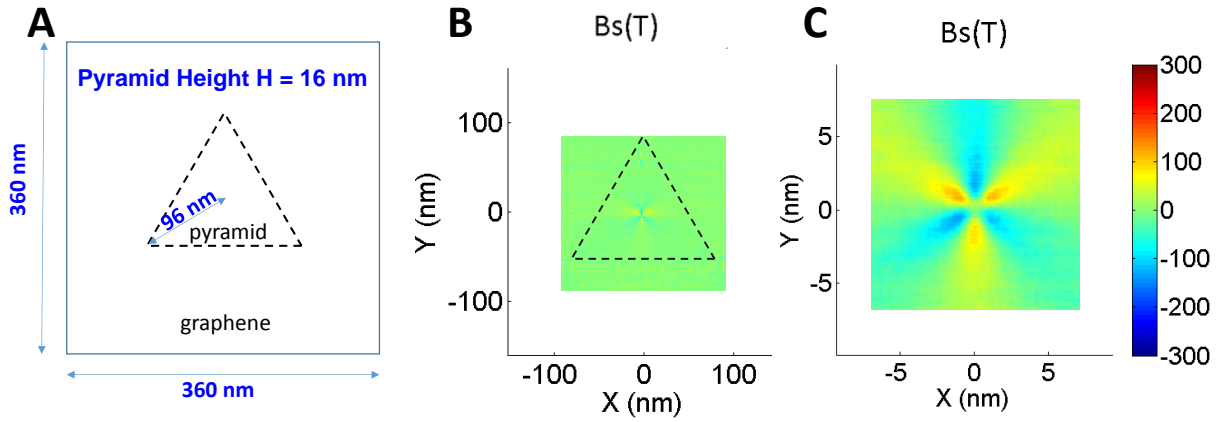 A
Pyramid Height H = 16 nm
96 nm
pyramid
graphene
360 nm
360 nm
B
Bs(T)
100
0
-100
Y (nm)
-100
0
100
X (nm)
C
Bs(T)
5
0
-5
Y (nm)
-5
0
5
X (nm)
300
200
100
0
-100
-200
-300